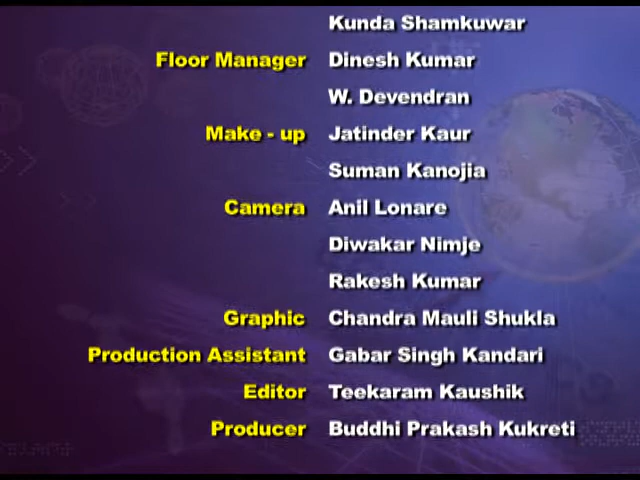 Kunda Shamkuwar
Floor Manager Dinesh Kumar
W. Devendran
Make - up Jatinder Kaur
Suman Kanojia
Camera Anil Lonare
Diwakar Nimje
Rakesh Kumar
Graphic Chandra Mauli Shukla
Production Assistant Gabar Singh Kandari
Editor Teekaram Kaushik
Producer Buddhi Prakash Kukreti